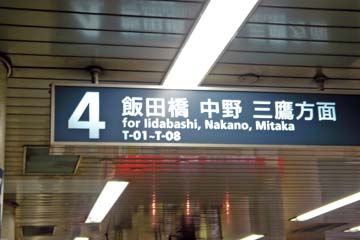 4 飯田橋 中野 三鷹方面
for Iidabashi, Nakano, Mitaka
T-01~T-08